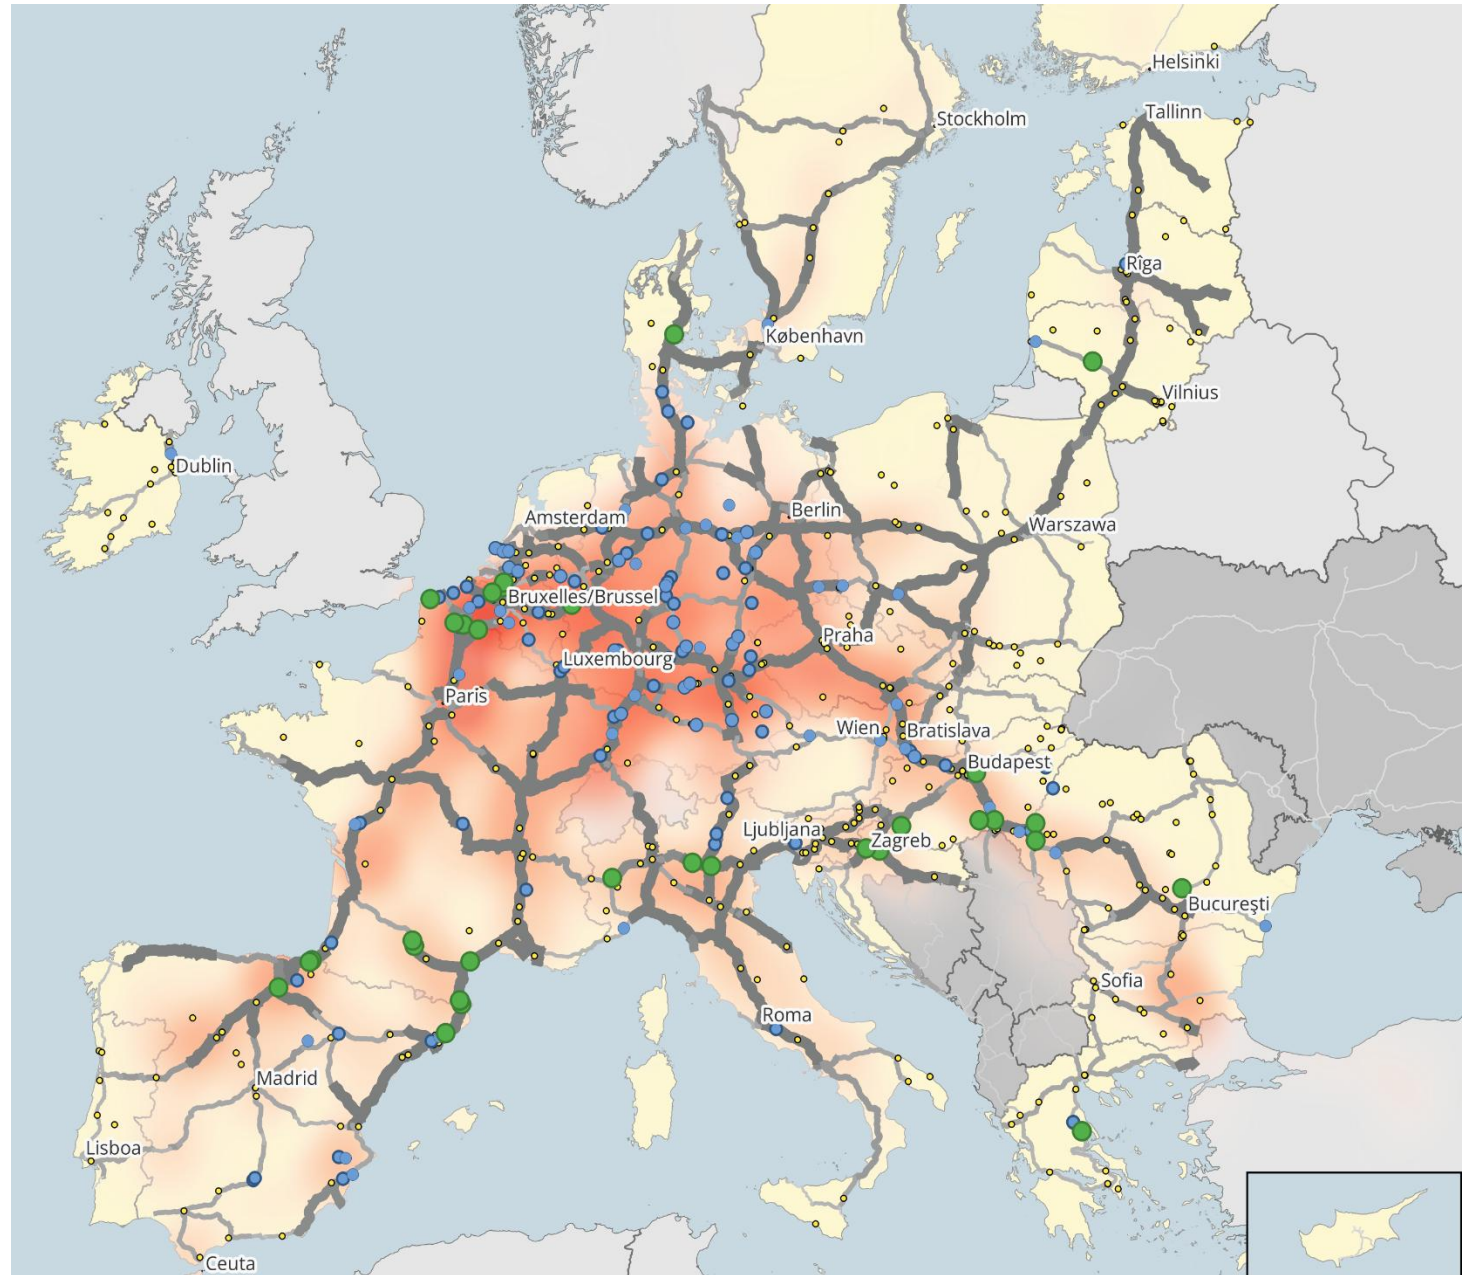 Helsinki
Tallinn
Stockholm
Rīga
København
Vilnius
Dublin
Amsterdam
Berlin
Warszawa
Bruxelles/Brussel
Praha
Luxembourg
Paris
Wien
Bratislava
Budapest
Ljubljana
Zagreb
București
Sofia
Roma
Madrid
Lisboa
Ceuta